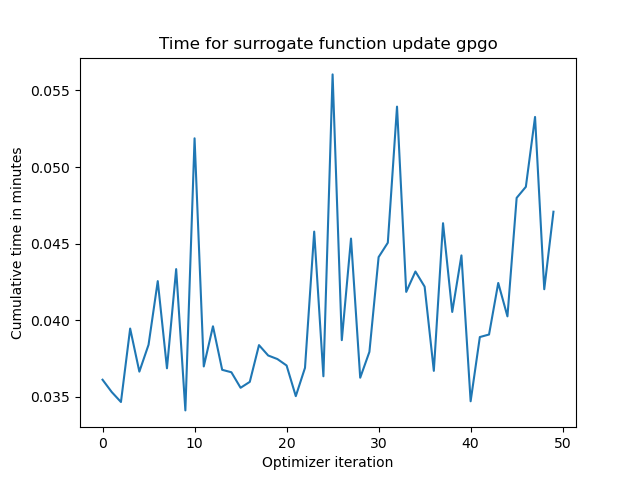 Time for surrogate function update gpgo
Cumulative time in minutes
0.055
0.050
0.045
0.040
0.035
0 10 20 30 40 50
Optimizer iteration